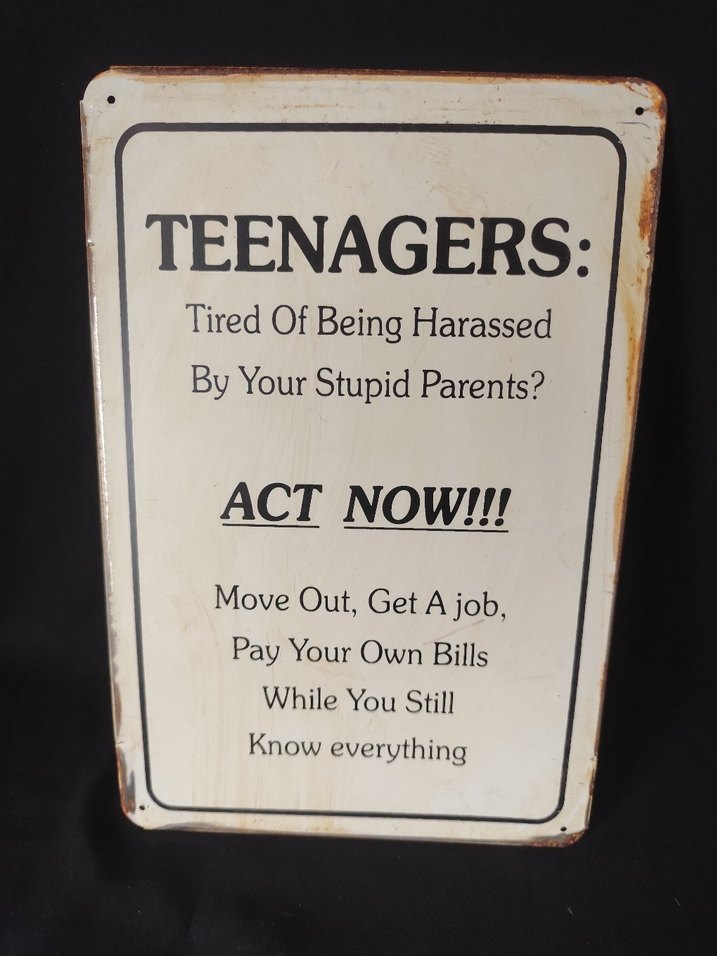 TEENAGERS:
Tired Of Being Harassed
By Your Stupid Parents?
ACT NOW!!!
Move Out, Get A job,
Pay Your Own Bills
While You Still
Know everything